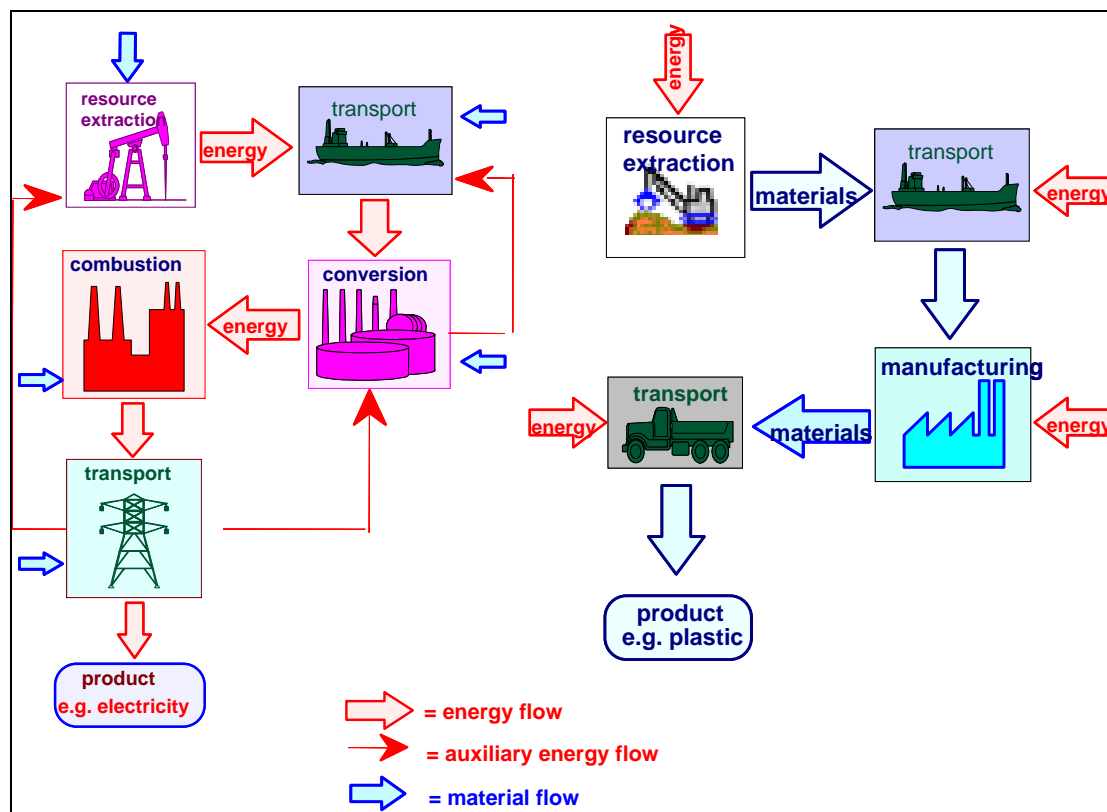 resource
extraction
energy
transport
combustion
conversion
energy
transport
product
e.g. electricity
energy
resource
extraction
materials
transport
energy
manufacturing
energy
materials
transport
energy
product
e.g. plastic
= energy flow
= auxiliary energy flow
= material flow